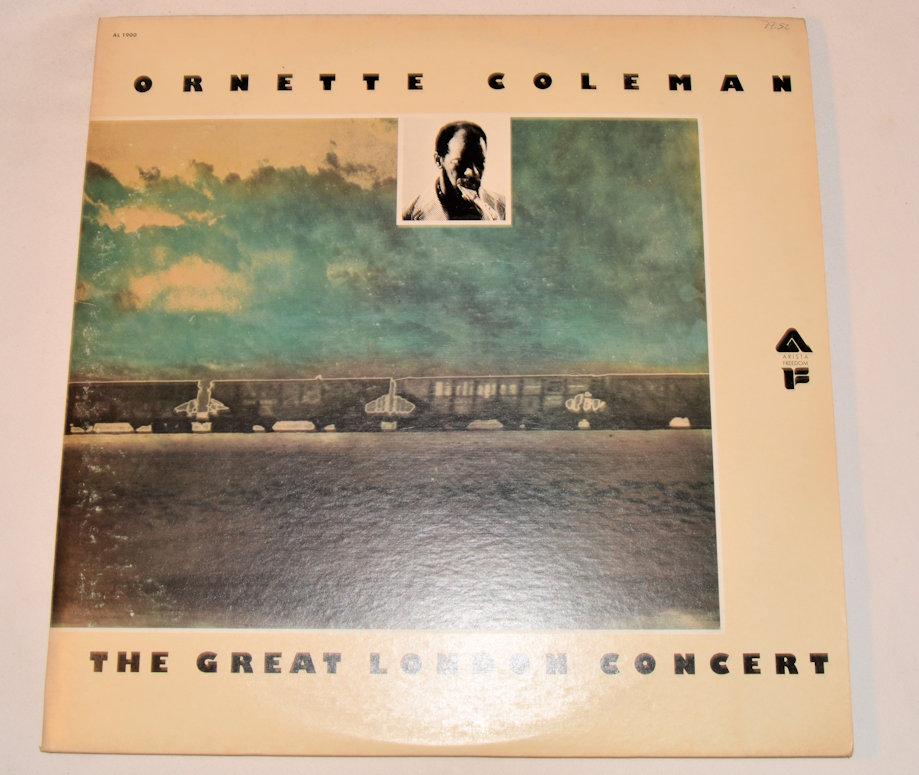 AL 1900
ORNETTE COLEMAN
ARISTA
FREEDOM
THE GREAT LONDON CONCERT